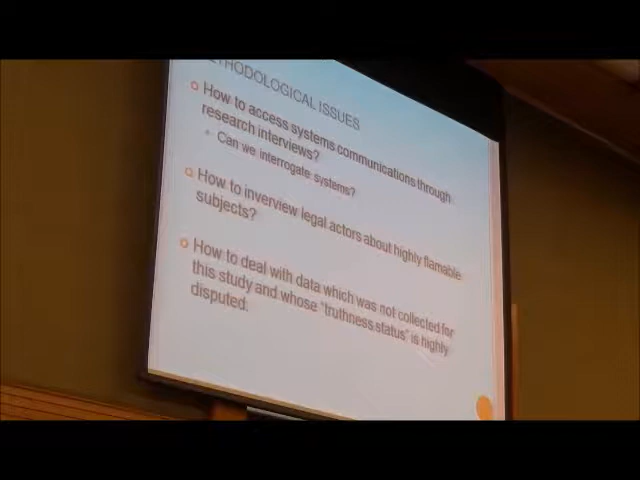 METHODOLOGICAL ISSUES
How to access systems communications through
research interviews?
Can we interrogate systems?
How to inverview legal actors about highly flamable
subjects?
How to deal with data which was not collected for
this study and whose "truthness status" is highly
disputed.